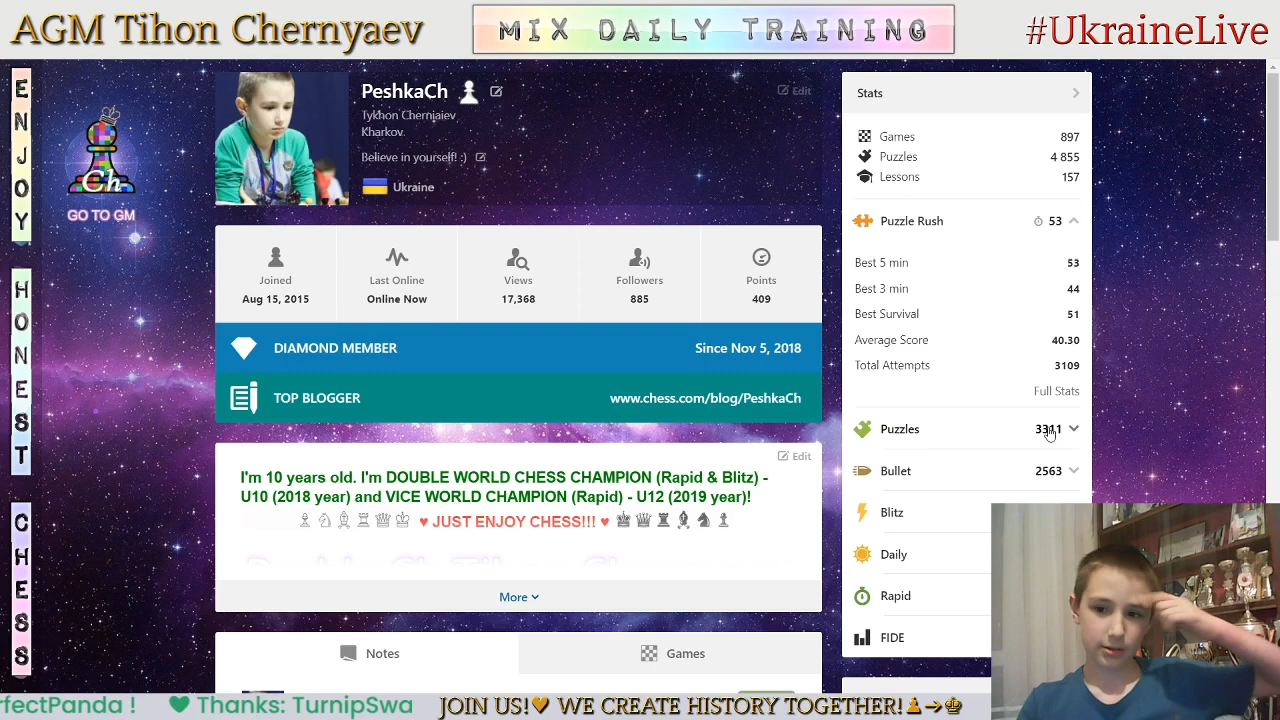 AGM Tihon Chernyaev
MIX DAILY TRAINING
#UkraineLive
ENJOY
HONEST
CHESS
Ch
GO TO GM
PeshkaCh
Edit
Tykhon Cherniaiev
Kharkov.
Believe in yourself! :)
Ukraine
Joined
Aug 15, 2015
Last Online
Online Now
Views
17,368
Followers
885
Points
409
DIAMOND MEMBER
Since Nov 5, 2018
TOP BLOGGER
www.chess.com/blog/PeshkaCh
Edit
I'm 10 years old. I'm DOUBLE WORLD CHESS CHAMPION (Rapid & Blitz) -
U10 (2018 year) and VICE WORLD CHAMPION (Rapid) - U12 (2019 year)!
♗♘♗♖♕♔ ♥ JUST ENJOY CHESS!!! ♥ ♚♛♜♝♞♝
More
Notes
Games
Stats
Games 897
Puzzles 4 855
Lessons 157
Puzzle Rush 53
Best 5 min 53
Best 3 min 44
Best Survival 51
Average Score 40.30
Total Attempts 3109
Full Stats
Puzzles 3311
Bullet 2563
Blitz
Daily
Rapid
FIDE
rfectPanda ! 💚 Thanks: TurnipSwa
JOIN US!🧡 WE CREATE HISTORY TOGETHER!♟→♚